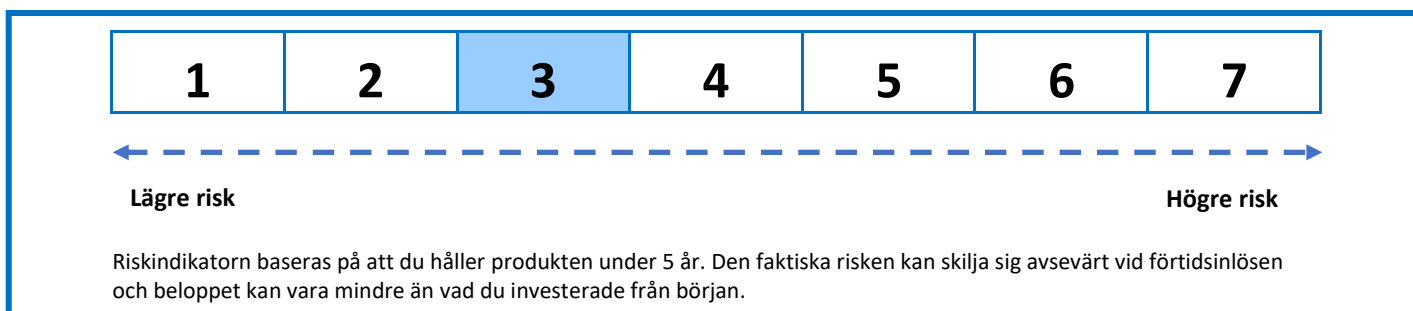 1 2 3 4 5 6 7
Lägre risk Högre risk
Riskindikatorn baseras på att du håller produkten under 5 år. Den faktiska risken kan skilja sig avsevärt vid förtidsinlösen
och beloppet kan vara mindre än vad du investerade från början.